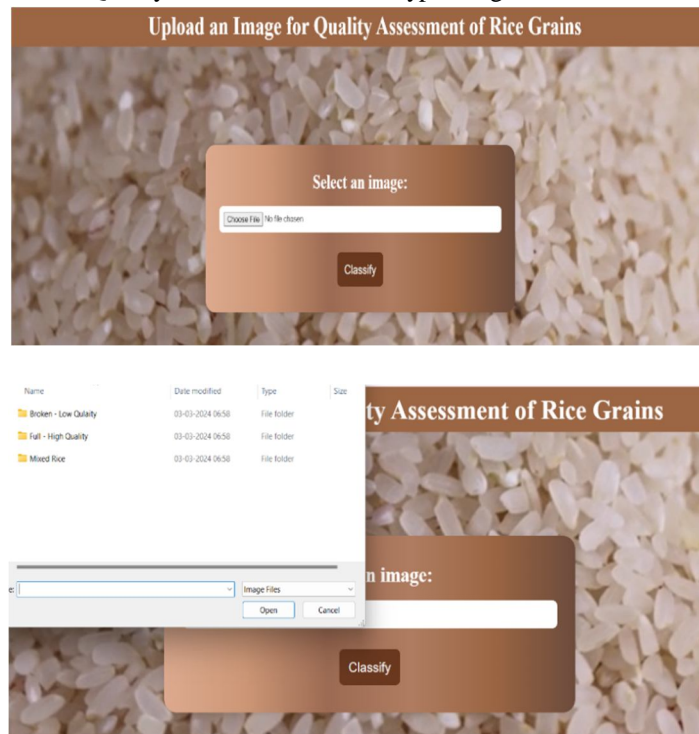 Upload an Image for Quality Assessment of Rice Grains
Select an image:
Choose File No file chosen
Classify
Name Date modified Type Size
Broken - Low Qulaity 03-03-2024 06:58 File folder
Full - High Quality 03-03-2024 06:58 File folder
Mixed Rice 03-03-2024 06:58 File folder
ty Assessment of Rice Grains
n image:
e: Image Files
Open Cancel
Classify